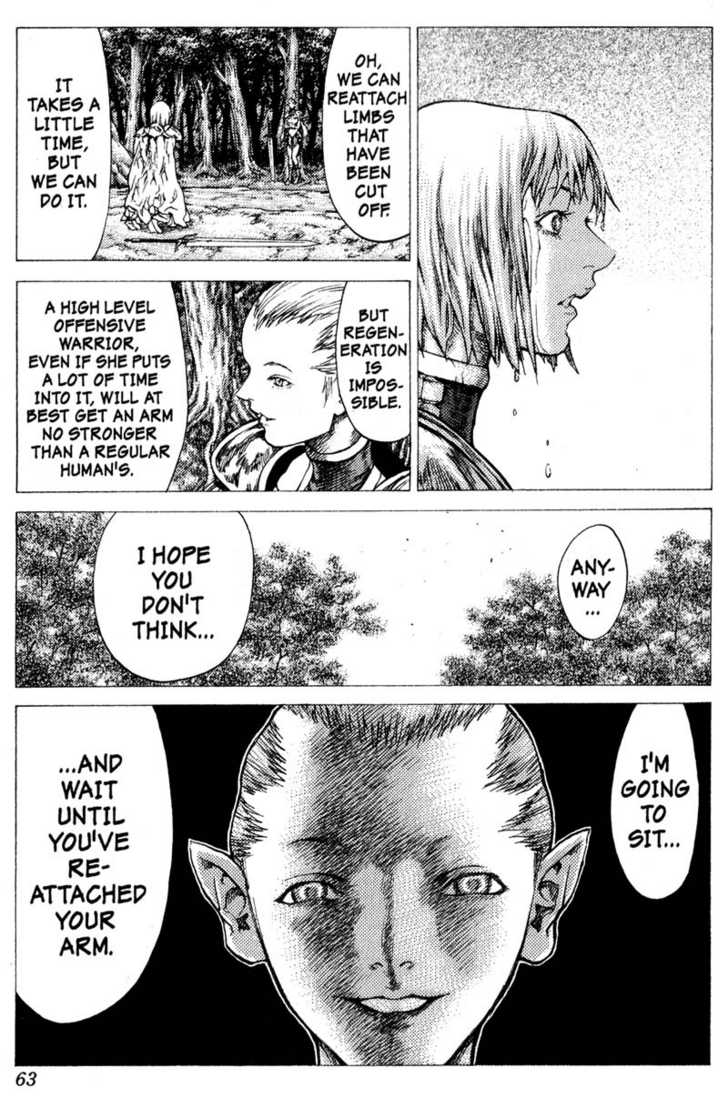 OH,
WE CAN
REATTACH
LIMBS
THAT
HAVE
BEEN
CUT
OFF.
IT
TAKES A
LITTLE
TIME,
BUT
WE CAN
DO IT.
BUT
REGEN-
ERATION
IS
IMPOS-
SIBLE.
A HIGH LEVEL
OFFENSIVE
WARRIOR,
EVEN IF SHE PUTS
A LOT OF TIME
INTO IT, WILL AT
BEST GET AN ARM
NO STRONGER
THAN A REGULAR
HUMAN'S.
ANY-
WAY
...
I HOPE
YOU
DON'T
THINK...
I'M
GOING
TO
SIT...
...AND
WAIT
UNTIL
YOU'VE
RE-
ATTACHED
YOUR
ARM.
63